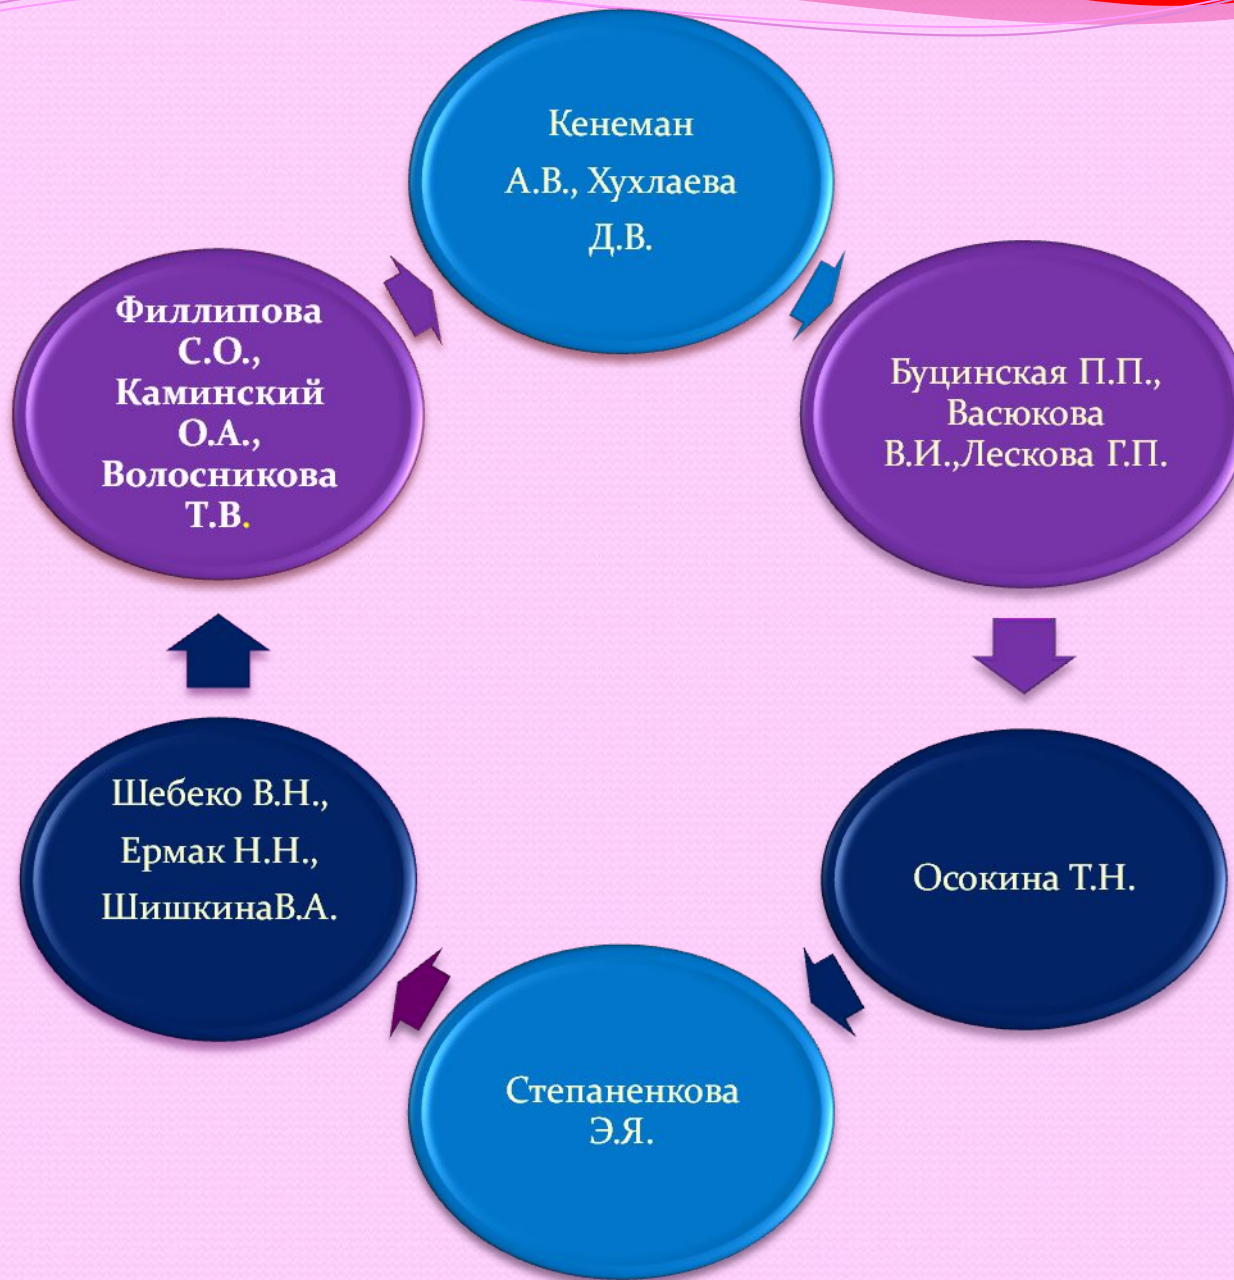 Кенеман
А.В., Хухлаева
Д.В.
Буцинская П.П.,
Васюкова
В.И.,Лескова Г.П.
Осокина Т.Н.
Степаненкова
Э.Я.
Шебеко В.Н.,
Ермак Н.Н.,
ШишкинаВ.А.
Филлипова
С.О.,
Каминский
О.А.,
Волосникова
Т.В.